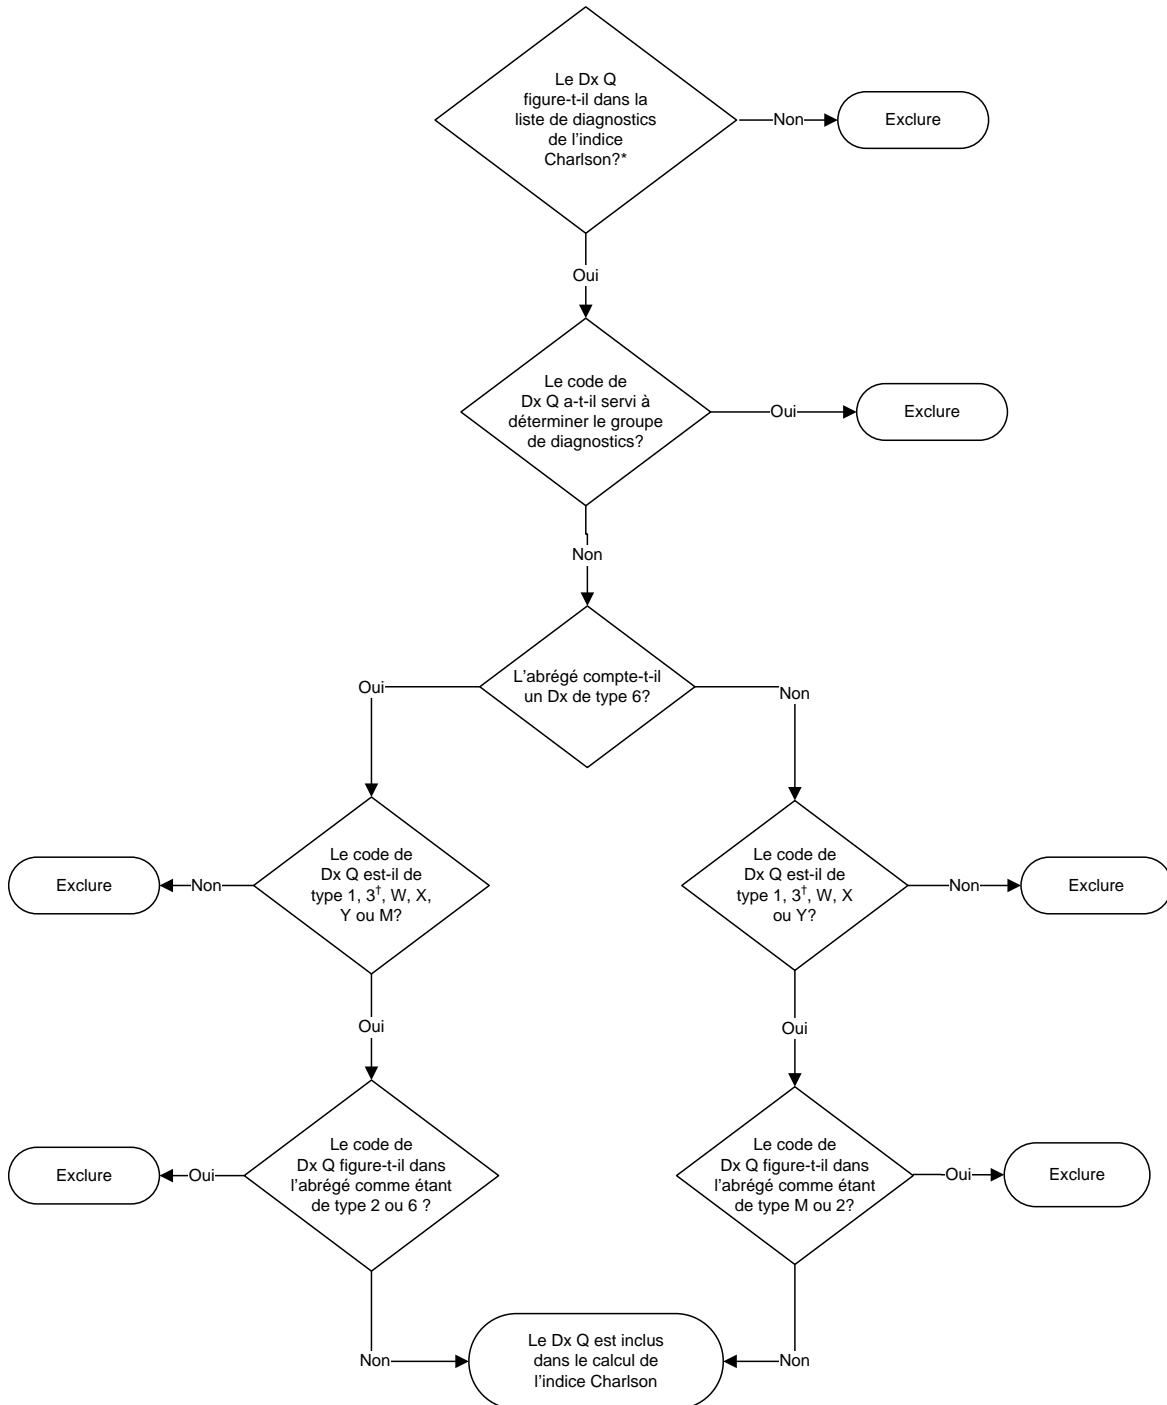 Le Dx Q
figure-t-il dans la
liste de diagnostics
de l'indice
Charlson?*
Non
Exclure
Oui
Le code de
Dx Q a-t-il servi à
déterminer le groupe
de diagnostics?
Oui
Exclure
Non
L'abrégé compte-t-il
un Dx de type 6?
Oui
Non
Le code de
Dx Q est-il de
type 1, 3†, W, X,
Y ou M?
Non
Exclure
Le code de
Dx Q est-il de
type 1, 3†, W, X
ou Y?
Non
Exclure
Oui
Oui
Le code de
Dx Q figure-t-il dans
l'abrégé comme étant
de type 2 ou 6 ?
Oui
Exclure
Le code de
Dx Q figure-t-il dans
l'abrégé comme étant
de type M ou 2?
Oui
Exclure
Non
Le Dx Q est inclus
dans le calcul de
l'indice Charlson
Non